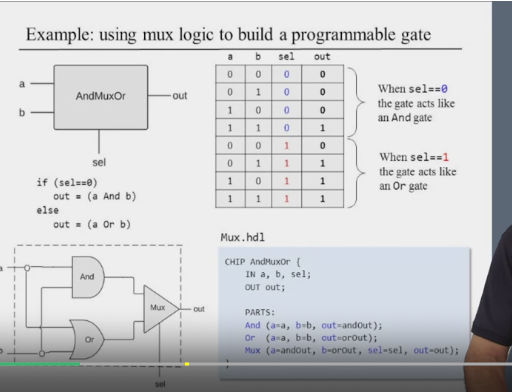 Example: using mux logic to build a programmable gate
a
b
AndMuxOr
out
sel
if (sel==0)
out = (a And b)
else
out = (a Or b)
a b sel out
0 0 0 0
0 1 0 0
1 0 0 0
1 1 0 1
0 0 1 0
0 1 1 1
1 0 1 1
1 1 1 1
When sel==0
the gate acts like
an And gate
When sel==1
the gate acts like
an Or gate
a
b
And
Or
Mux
out
sel
Mux.hdl
CHIP AndMuxOr {
IN a, b, sel;
OUT out;
PARTS:
And (a=a, b=b, out=andOut);
Or (a=a, b=b, out=orOut);
Mux (a=andOut, b=orOut, sel=sel, out=out);
}